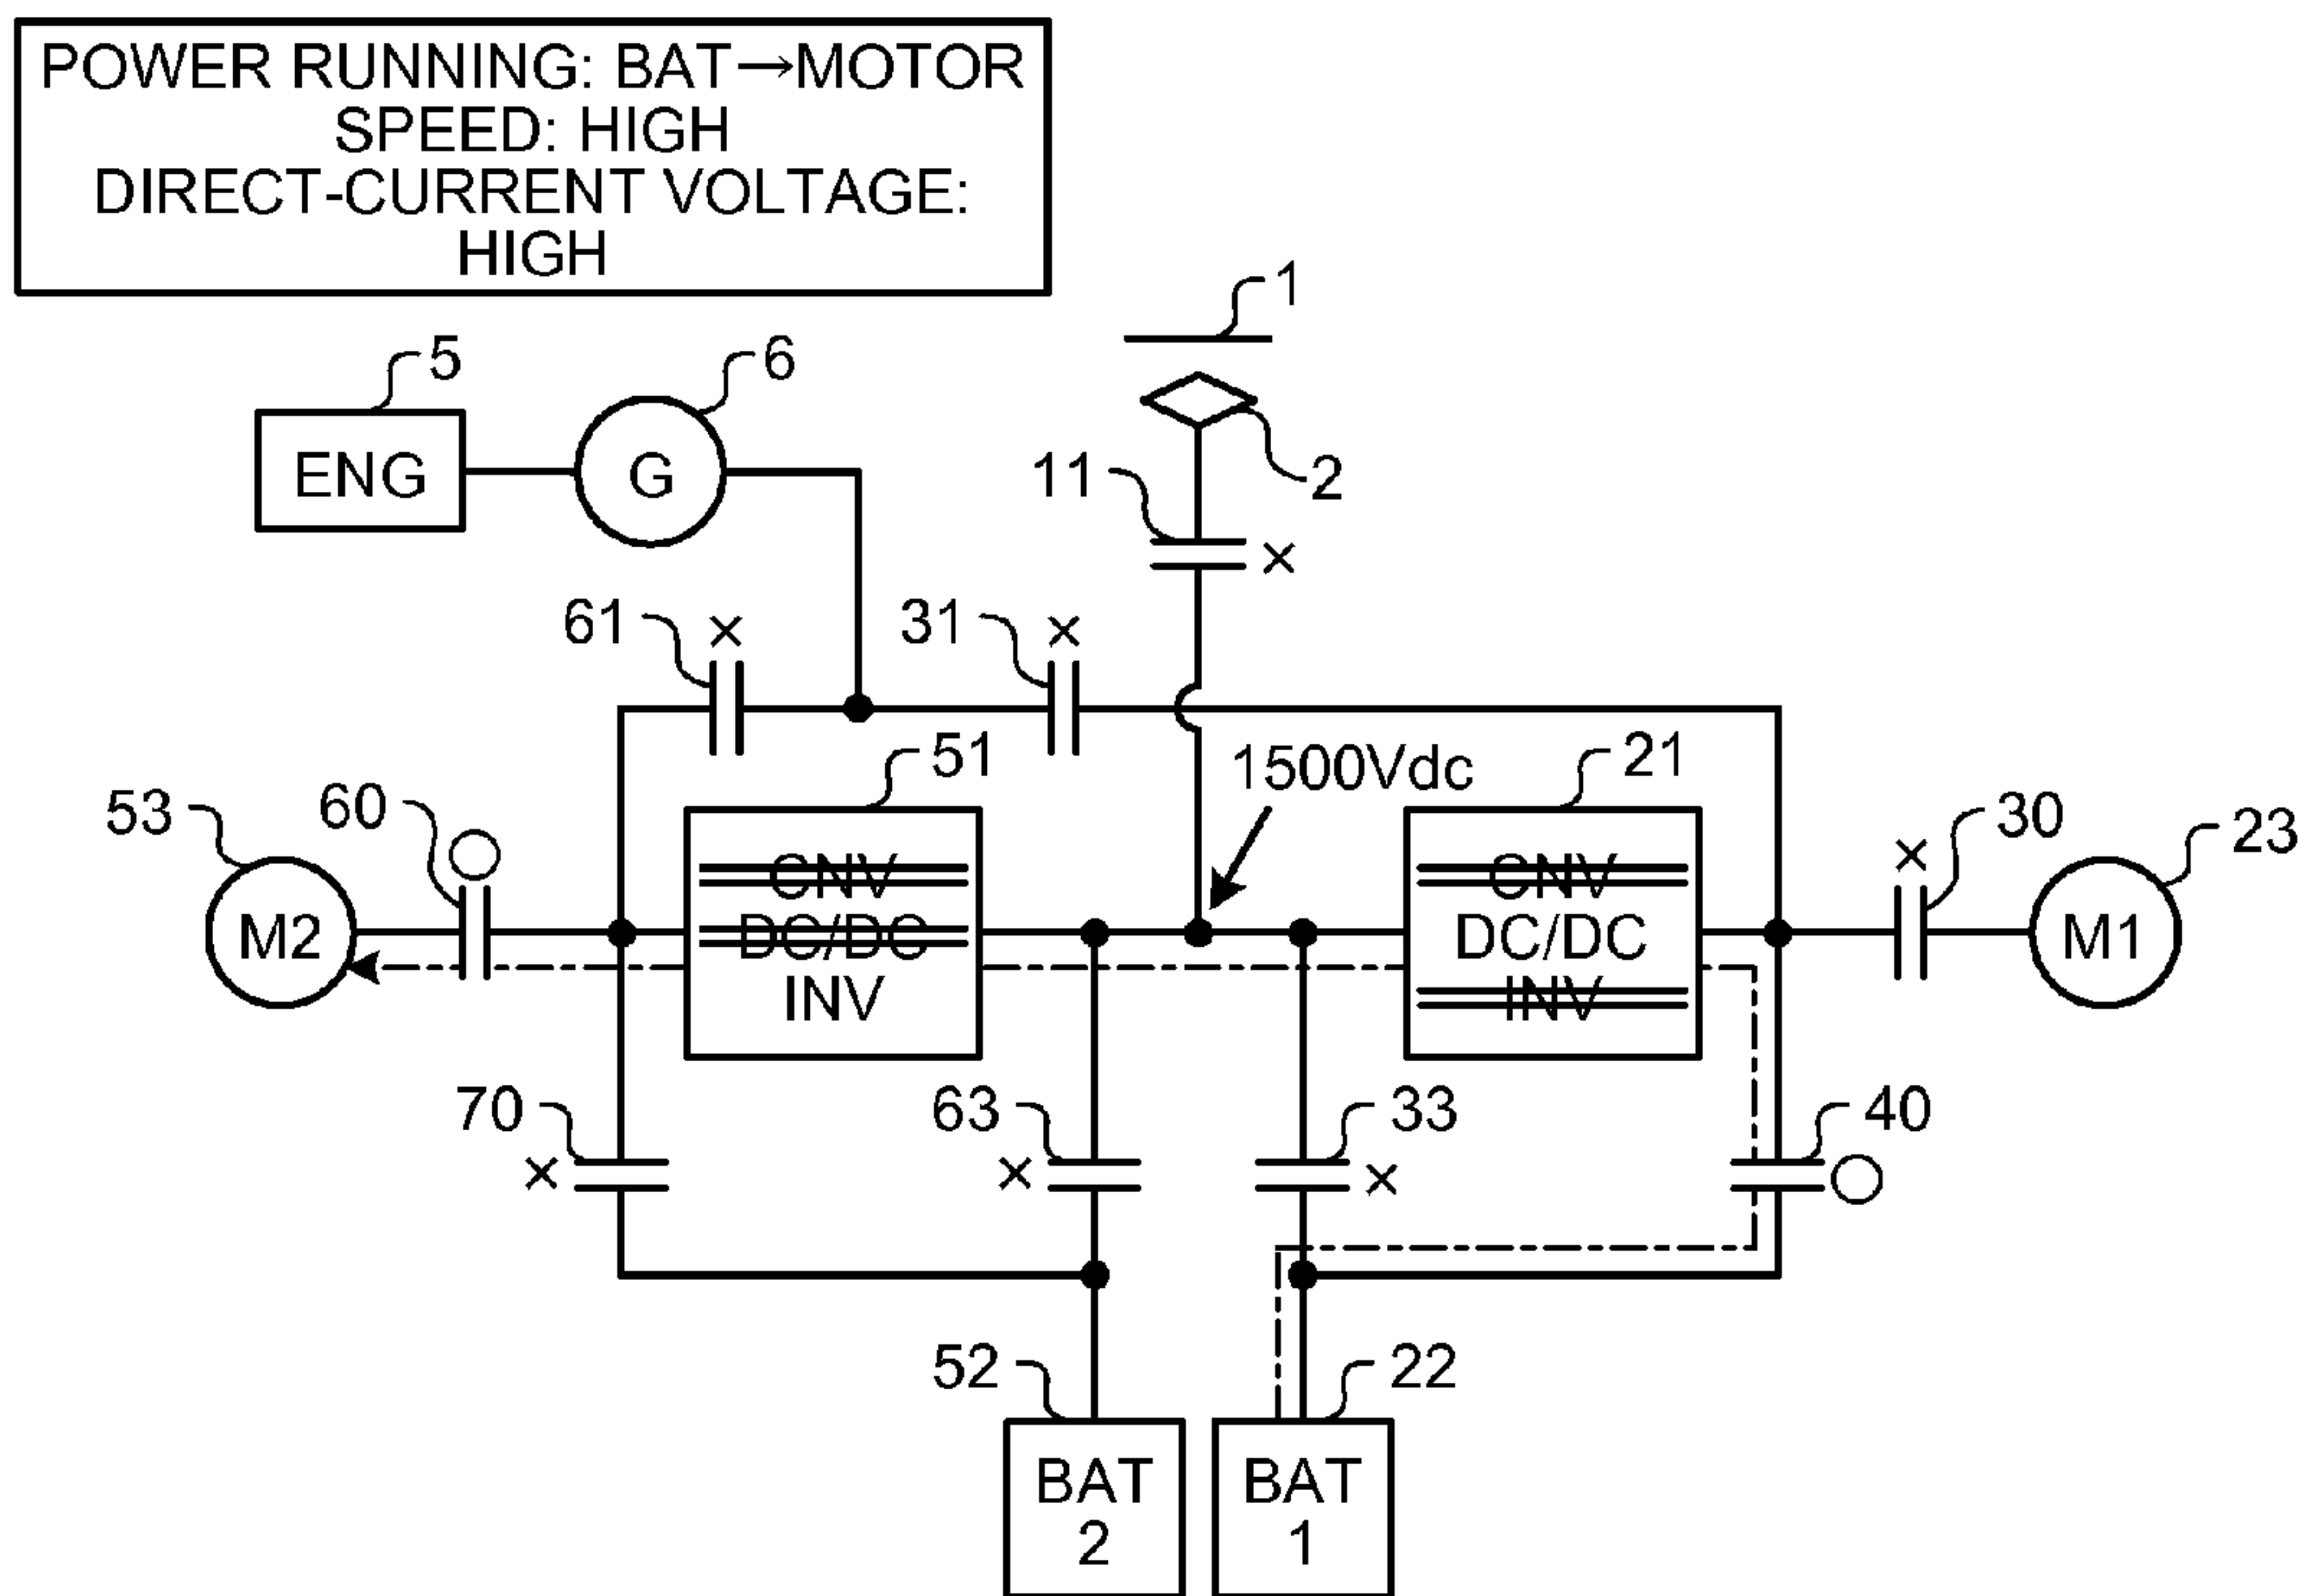 POWER RUNNING: BAT→MOTOR
SPEED: HIGH
DIRECT-CURRENT VOLTAGE:
HIGH
1
5
6
ENG
G
11
2
×
61
×
31
×
51
1500Vdc
21
53
60
○
30
×
23
M2
CNV
DC/DC
INV
CNV
DC/DC
INV
M1
70
×
63
×
33
×
40
○
52
22
BAT
2
BAT
1